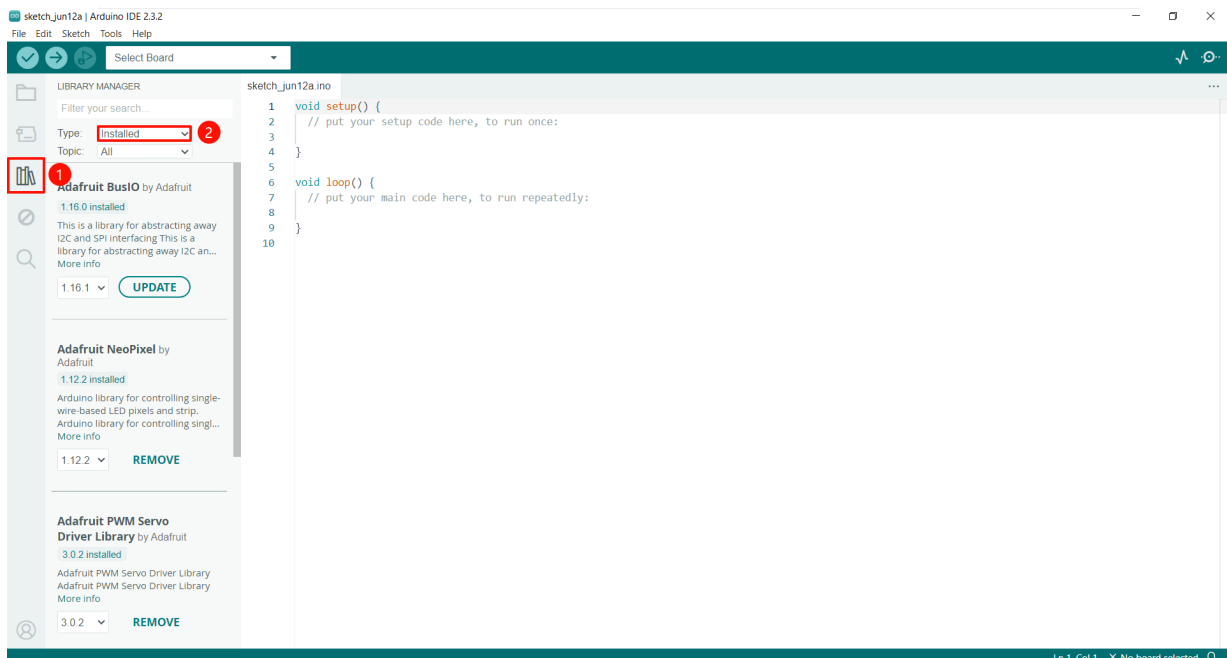 sketch_jun12a | Arduino IDE 2.3.2
File Edit Sketch Tools Help
Select Board
LIBRARY MANAGER
sketch_jun12a.ino
Filter your search...
Type: Installed
2
Topic: All
1
Adafruit BusIO by Adafruit
1.16.0 installed
This is a library for abstracting away
I2C and SPI interfacing This is a
library for abstracting away I2C an...
More info
1.16.1
UPDATE
Adafruit NeoPixel by
Adafruit
1.12.2 installed
Arduino library for controlling single-
wire-based LED pixels and strip.
Arduino library for controlling singl...
More info
1.12.2
REMOVE
Adafruit PWM Servo
Driver Library by Adafruit
3.0.2 installed
Adafruit PWM Servo Driver Library
Adafruit PWM Servo Driver Library
More info
3.0.2
REMOVE
1 void setup() {
2 // put your setup code here, to run once:
3
4 }
5
6 void loop() {
7 // put your main code here, to run repeatedly:
8
9 }
10
Ln 1, Col 1 X No board selected